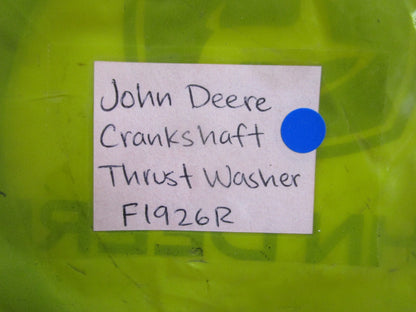 John Deere
Crankshaft
Thrust Washer
F1926R